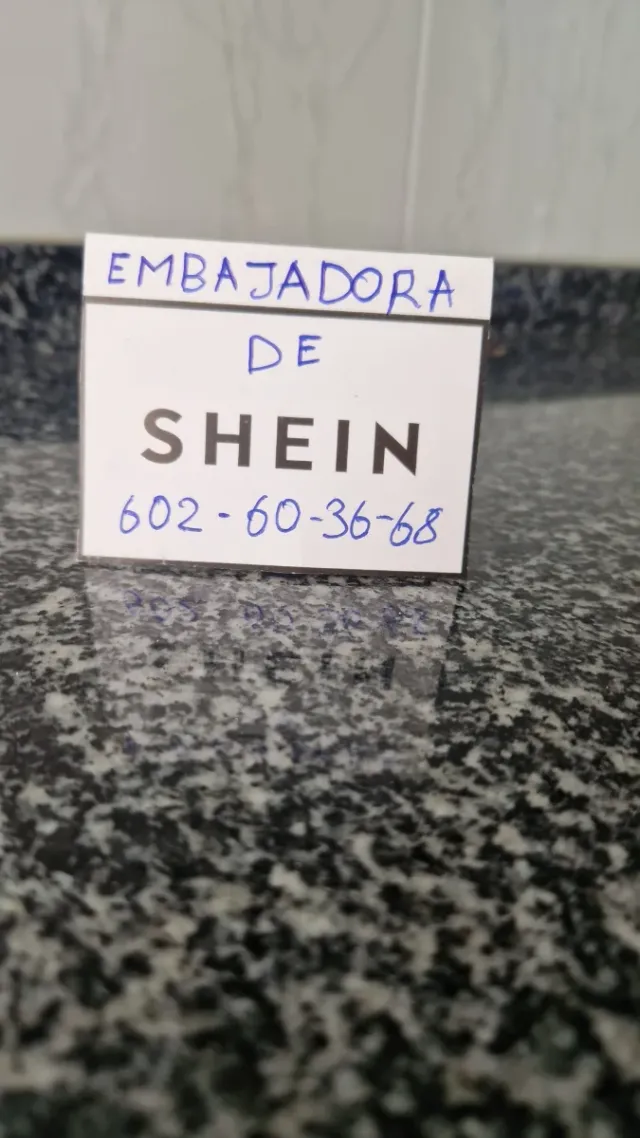 EMBAJADORA
DE
SHEIN
602-60-36-68